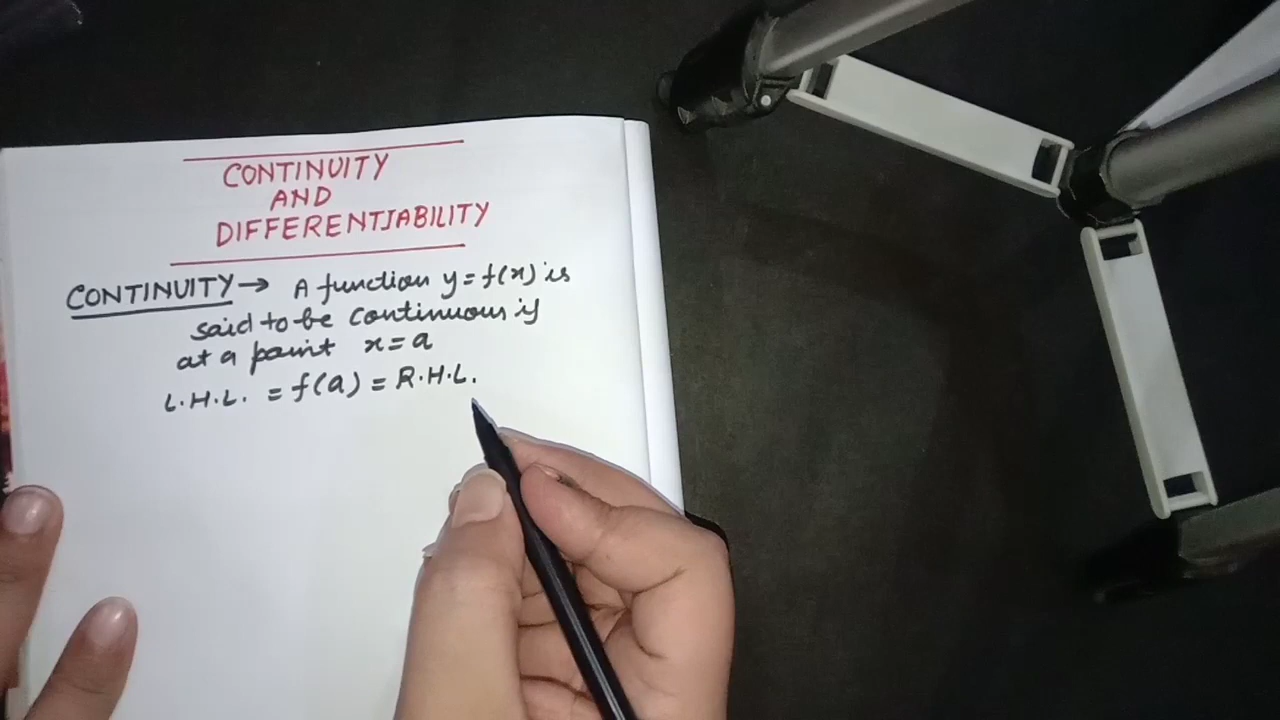 CONTINUITY
AND
DIFFERENTIABILITY
CONTINUITY → A function y = f(x) is
said to be continuous if
at a point x = a
L.H.L. = f(a) = R.H.L.